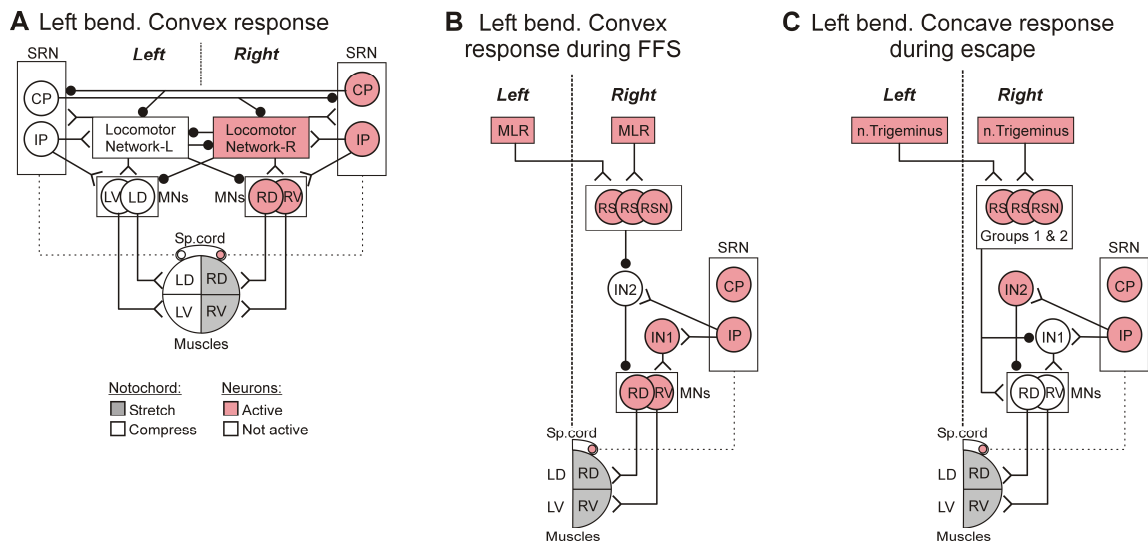 A Left bend. Convex response
SRN
Left
Right
SRN
CP
CP
IP
IP
Locomotor
Network-L
Locomotor
Network-R
LV
LD
MNs
MNs
RD
RV
Sp.cord
LD
RD
LV
RV
Muscles
Notochord:
Stretch
Compress
Neurons:
Active
Not active
B Left bend. Convex
response during FFS
Left
Right
MLR
MLR
RS
RS
RSN
SRN
IN2
CP
IN1
IP
RD
RV
MNs
Sp.cord
LD
RD
LV
RV
Muscles
C Left bend. Concave response
during escape
Left
Right
n.Trigeminus
n.Trigeminus
RS
RS
RSN
Groups 1 & 2
SRN
IN2
CP
IN1
IP
RD
RV
MNs
Sp.cord
LD
RD
LV
RV
Muscles